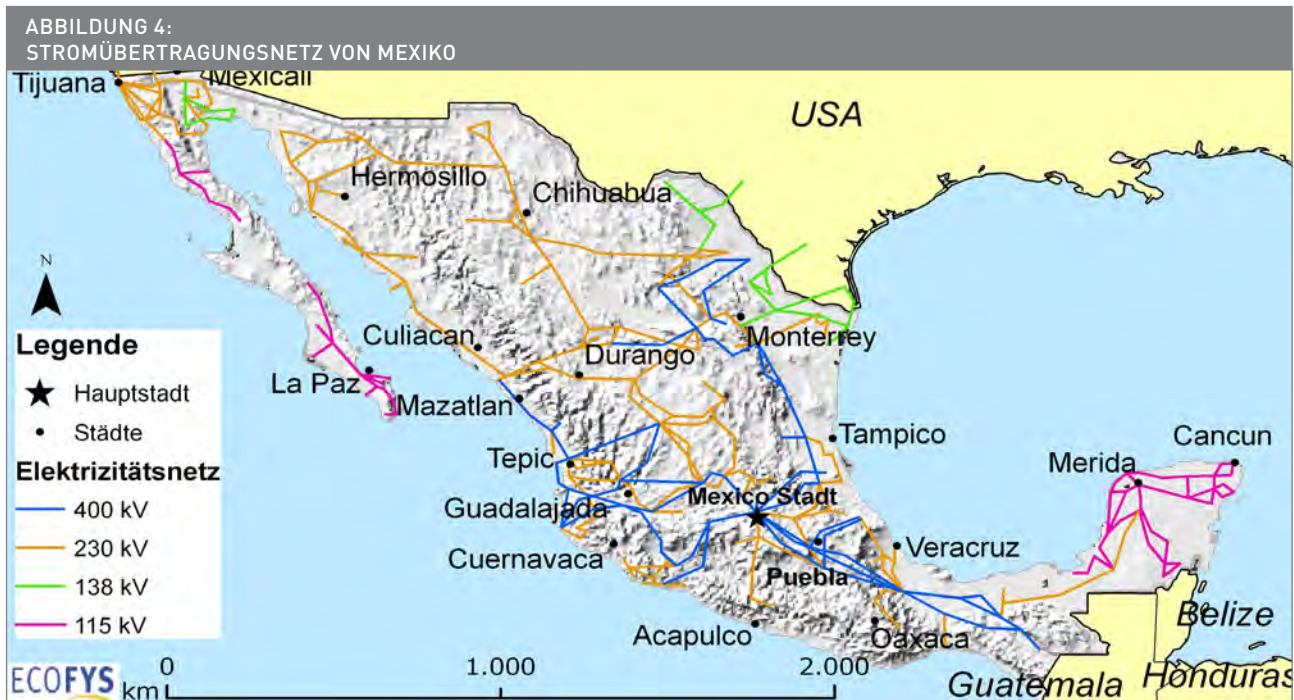 ABBILDUNG 4:
STROMÜBERTRAGUNGSNETZ VON MEXIKO
Tijuana
Mexicali
USA
Hermosillo
Chihuahua
N
Culiacan
Monterrey
Durango
La Paz
Mazatlan
Tampico
Cancun
Tepic
Merida
Mexico Stadt
Guadalajada
Cuernavaca
Veracruz
Puebla
Belize
Acapulco
Oaxaca
Guatemala
Honduras
Legende
Hauptstadt
Städte
Elektrizitätsnetz
400 kV
230 kV
138 kV
115 kV
ECOFYS
km
0
1.000
2.000